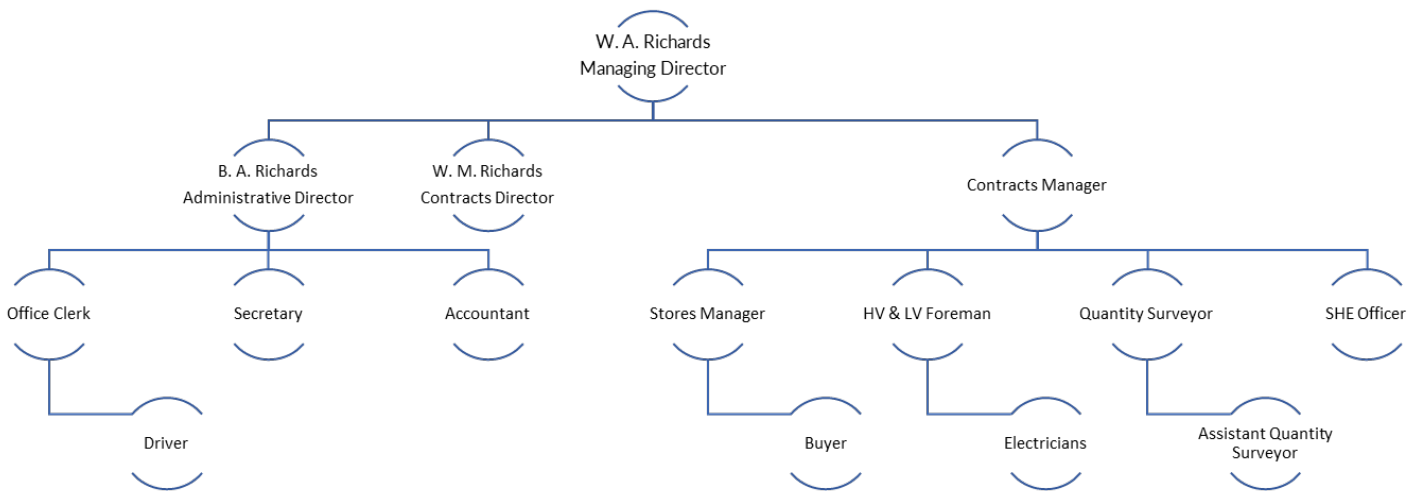 W. A. Richards
Managing Director
B. A. Richards
Administrative Director
W. M. Richards
Contracts Director
Contracts Manager
Office Clerk
Secretary
Accountant
Stores Manager
HV & LV Foreman
Quantity Surveyor
SHE Officer
Driver
Buyer
Electricians
Assistant Quantity
Surveyor